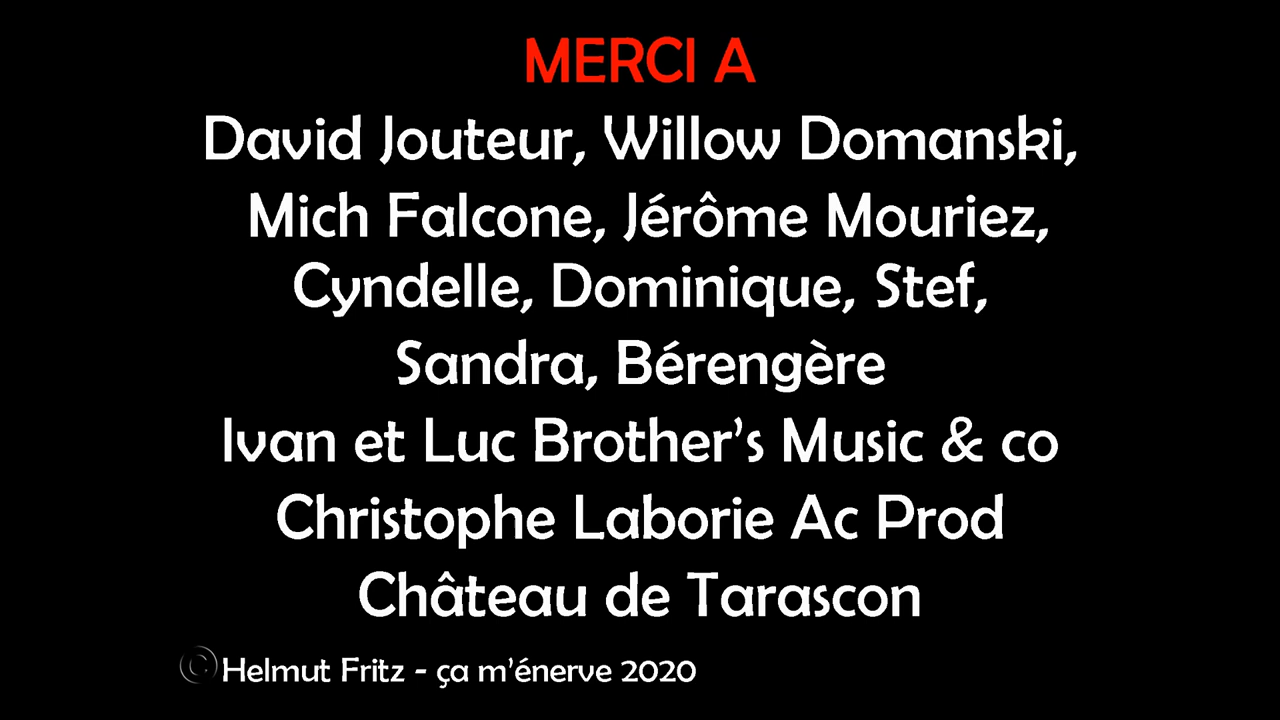 MERCI A
David Jouteur, Willow Domanski,
Mich Falcone, Jérôme Mouriez,
Cyndelle, Dominique, Stef,
Sandra, Bérengère
Ivan et Luc Brother’s Music & co
Christophe Laborie Ac Prod
Château de Tarascon
©Helmut Fritz - ça m’énerve 2020